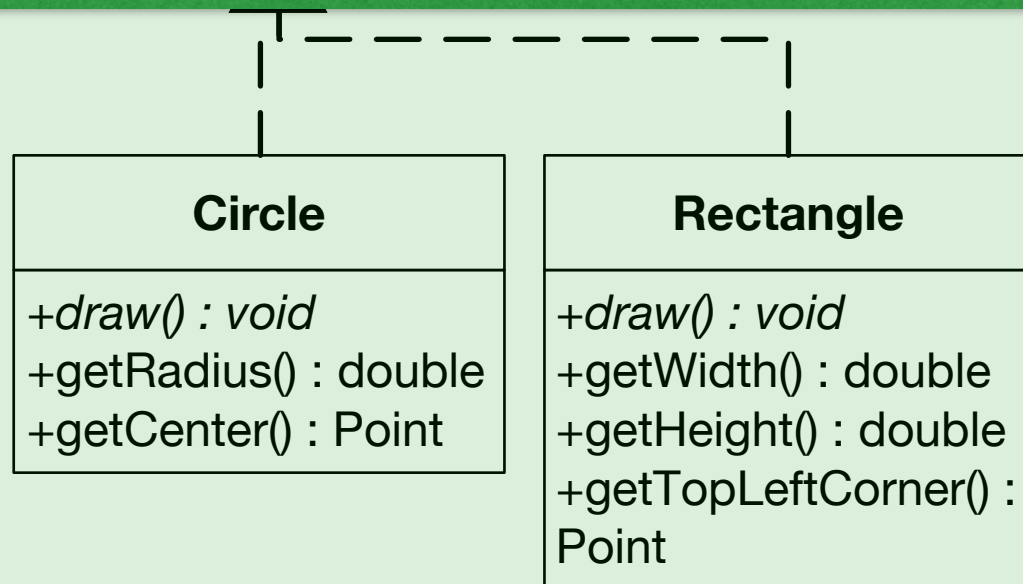 Circle
+draw() : void
+getRadius() : double
+getCenter() : Point
Rectangle
+draw() : void
+getWidth() : double
+getHeight() : double
+getTopLeftCorner() :
Point